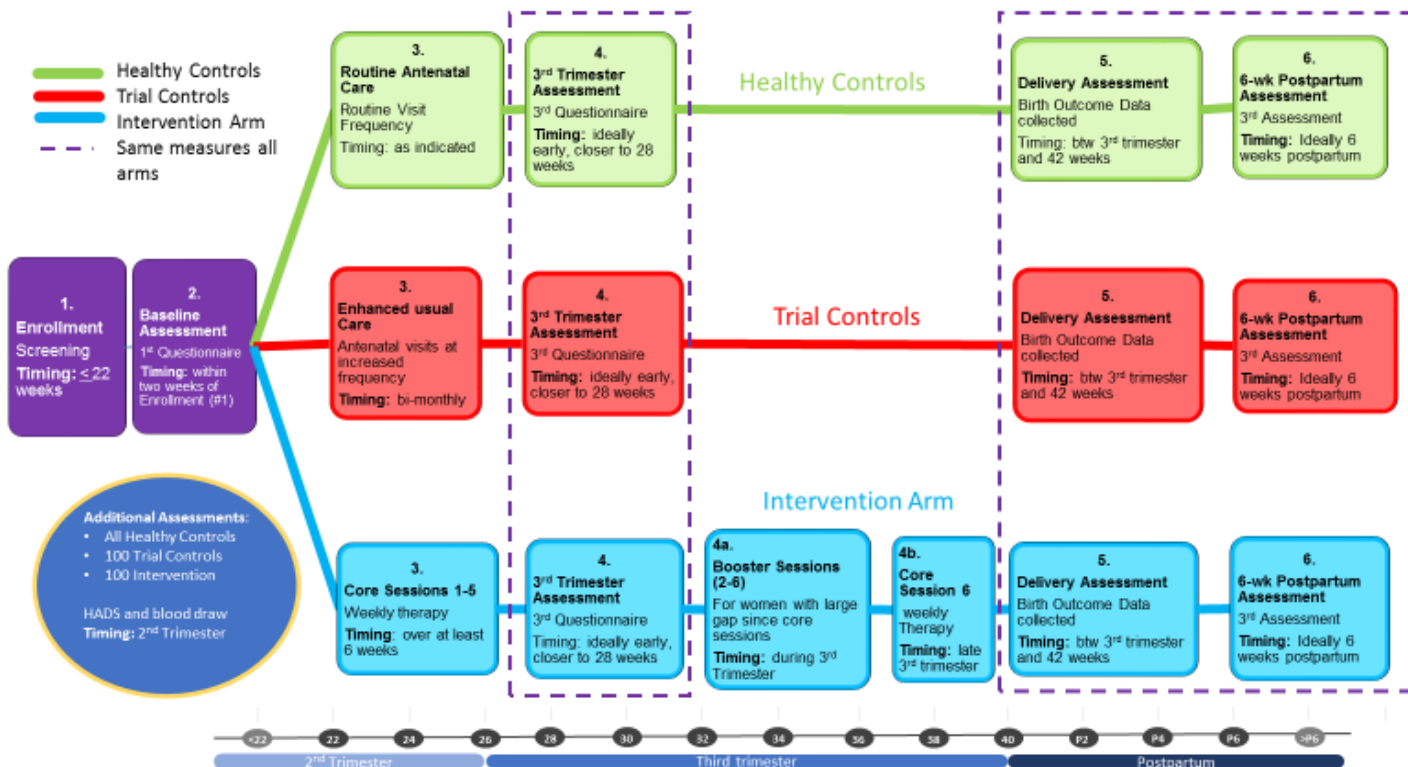 Healthy Controls
Trial Controls
Intervention Arm
Same measures all
arms
1.
Enrollment
Screening
Timing: ≤ 22
weeks
2.
Baseline
Assessment
1st Questionnaire
Timing: within
two weeks of
Enrollment (#1)
3.
Routine Antenatal
Care
Routine Visit
Frequency
Timing: as indicated
4.
3rd Trimester
Assessment
3rd Questionnaire
Timing: ideally
early, closer to 28
weeks
Healthy Controls
5.
Delivery Assessment
Birth Outcome Data
collected
Timing: btw 3rd trimester
and 42 weeks
6.
6-wk Postpartum
Assessment
3rd Assessment
Timing: Ideally 6
weeks postpartum
3.
Enhanced usual
Care
Antenatal visits at
increased
frequency
Timing: bi-monthly
4.
3rd Trimester
Assessment
3rd Questionnaire
Timing: ideally early,
closer to 28 weeks
Trial Controls
5.
Delivery Assessment
Birth Outcome Data
collected
Timing: btw 3rd trimester
and 42 weeks
6.
6-wk Postpartum
Assessment
3rd Assessment
Timing: Ideally 6
weeks postpartum
Additional Assessments:
• All Healthy Controls
• 100 Trial Controls
• 100 Intervention
HADS and blood draw
Timing: 2nd Trimester
Intervention Arm
3.
Core Sessions 1-5
Weekly therapy
Timing: over at least
6 weeks
4.
3rd Trimester
Assessment
3rd Questionnaire
Timing: ideally early,
closer to 28 weeks
4a.
Booster Sessions
(2-6)
For women with large
gap since core
sessions
Timing: during 3rd
Trimester
4b.
Core
Session 6
weekly
Therapy
Timing: late
3rd trimester
5.
Delivery Assessment
Birth Outcome Data
collected
Timing: btw 3rd trimester
and 42 weeks
6.
6-wk Postpartum
Assessment
3rd Assessment
Timing: Ideally 6
weeks postpartum
<22 22 24 26 28 30 32 34 36 38 40 P2 P4 P6 >P6
2nd Trimester Third trimester Postpartum